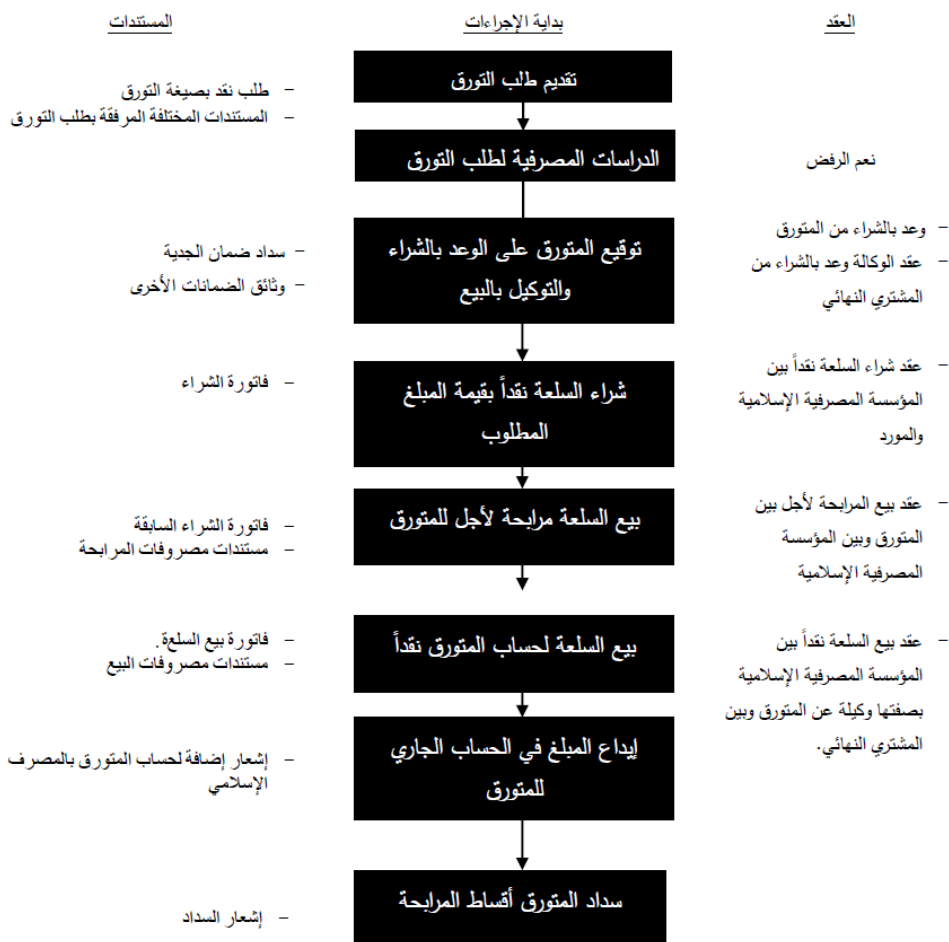 العقد
بداية الإجراءات
المستندات
تقديم طلب التورق
- طلب نقد بصيغة التورق
- المستندات المختلفة المرفقة بطلب التورق
نعم الرفض
الدراسات المصرفية لطلب التورق
- وعد بالشراء من المتورق
- عقد الوكالة وعد بالشراء من
المشتري النهائي
توقيع المتورق على الوعد بالشراء
والتوكيل بالبيع
- سداد ضمان الجدية
- وثائق الضمانات الأخرى
- عقد شراء السلعة نقداً بين
المؤسسة المصرفية الإسلامية
والمورد
شراء السلعة نقداً بقيمة المبلغ
المطلوب
- فاتورة الشراء
- عقد بيع المرابحة لأجل بين
المتورق وبين المؤسسة
المصرفية الإسلامية
بيع السلعة مرابحة لأجل للمتورق
- فاتورة الشراء السابقة
- مستندات مصروفات المرابحة
- عقد بيع السلعة نقداً بين
المؤسسة المصرفية الإسلامية
بصفتها وكيلة عن المتورق وبين
المشتري النهائي.
بيع السلعة لحساب المتورق نقداً
- فاتورة بيع السلعة.
- مستندات مصروفات البيع
إيداع المبلغ في الحساب الجاري
للمتورق
- إشعار إضافة لحساب المتورق بالمصرف
الإسلامي
سداد المتورق أقساط المرابحة
- إشعار السداد